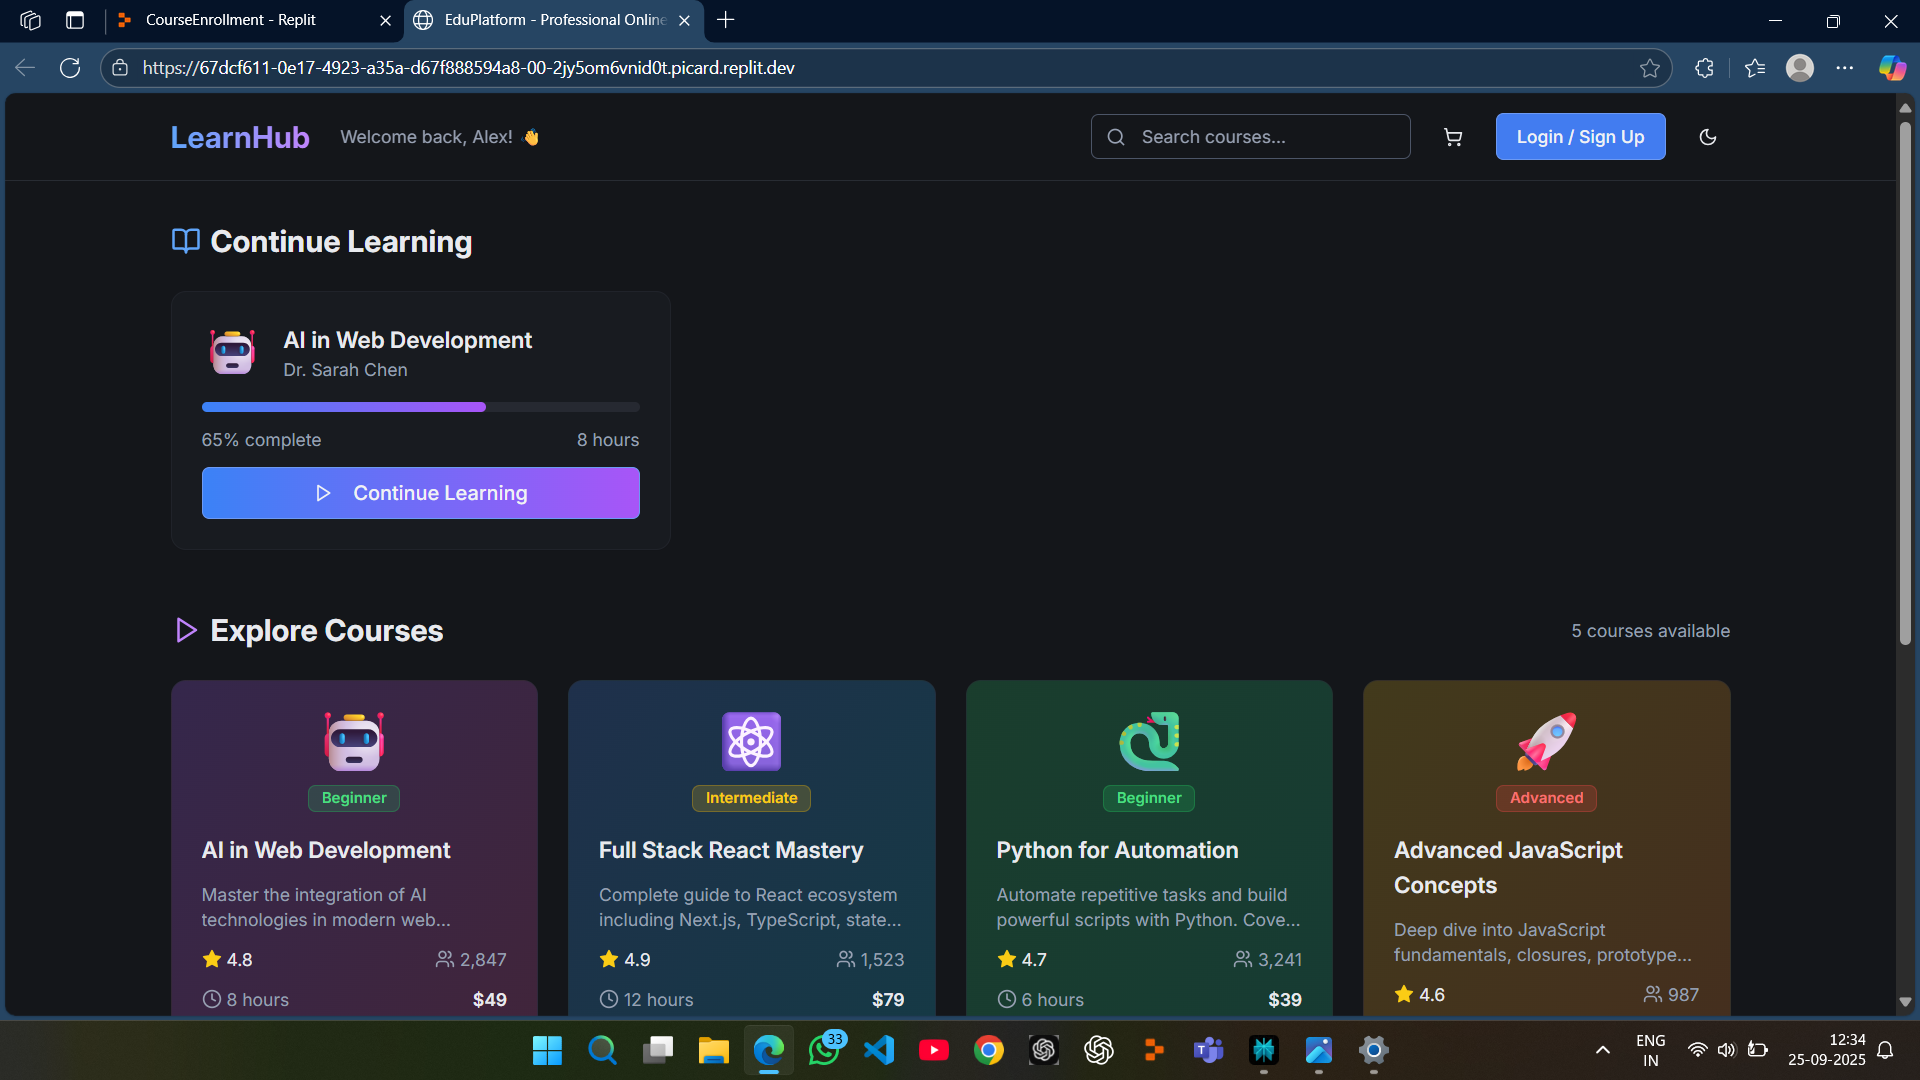 CourseEnrollment - Replit
EduPlatform - Professional Online
https://67dcf611-0e17-4923-a35a-d67f888594a8-00-2jy5om6vnid0t.picard.replit.dev
LearnHub
Welcome back, Alex! 👋
Search courses...
Login / Sign Up
Continue Learning
AI in Web Development
Dr. Sarah Chen
65% complete
8 hours
Continue Learning
Explore Courses
5 courses available
Beginner
AI in Web Development
Master the integration of AI
technologies in modern web...
4.8
2,847
8 hours
$49
Intermediate
Full Stack React Mastery
Complete guide to React ecosystem
including Next.js, TypeScript, state...
4.9
1,523
12 hours
$79
Beginner
Python for Automation
Automate repetitive tasks and build
powerful scripts with Python. Cove...
4.7
3,241
6 hours
$39
Advanced
Advanced JavaScript
Concepts
Deep dive into JavaScript
fundamentals, closures, prototype...
4.6
987
33
ENG
IN
12:34
25-09-2025